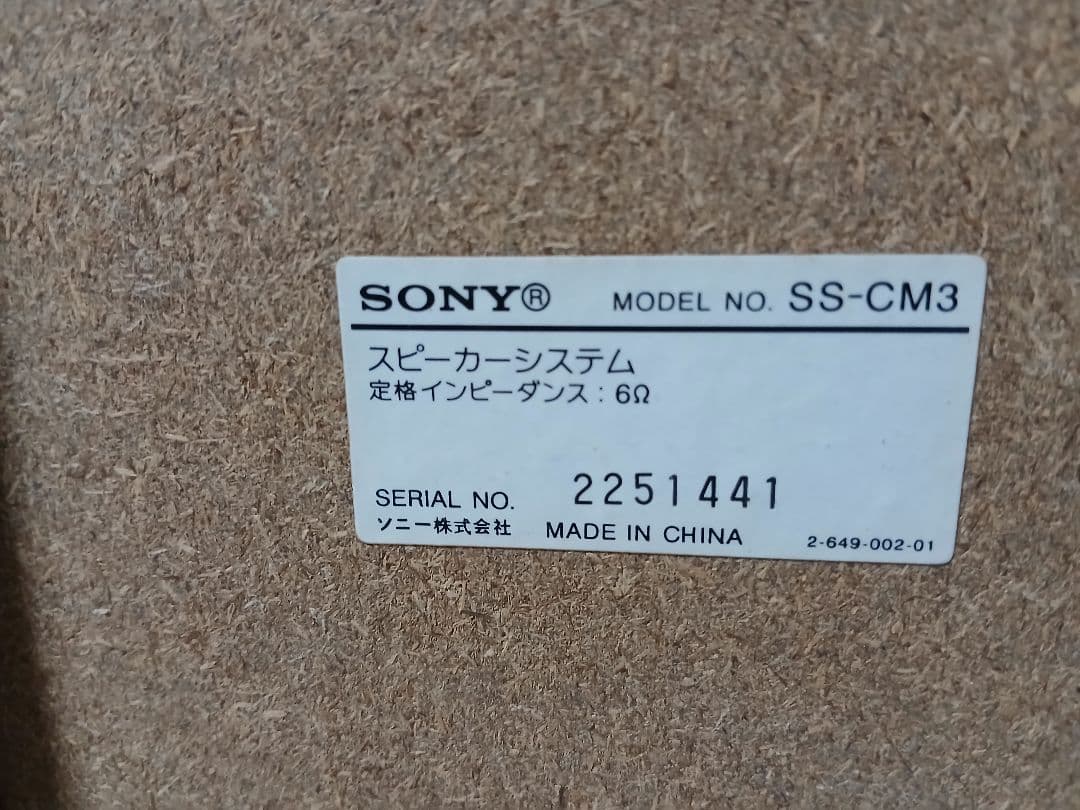 SONY® MODEL NO. SS-CM3
スピーカーシステム
定格インピーダンス：6Ω
SERIAL NO. 2251441
ソニー株式会社 MADE IN CHINA 2-649-002-01